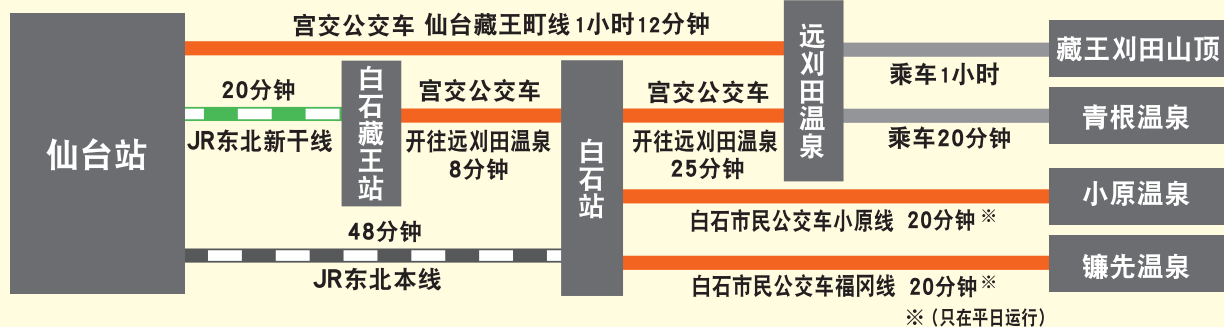 仙台站
宫交公交车 仙台藏王町线 1小时12分钟
20分钟
JR东北新干线
白石藏王站
宫交公交车
开往远刈田温泉
8分钟
48分钟
JR东北本线
白石站
宫交公交车
开往远刈田温泉
25分钟
远刈田温泉
乘车1小时
藏王刈田山顶
乘车20分钟
青根温泉
白石市民公交车小原线 20分钟※
小原温泉
白石市民公交车福冈线 20分钟※
镰先温泉
※（只在平日运行）